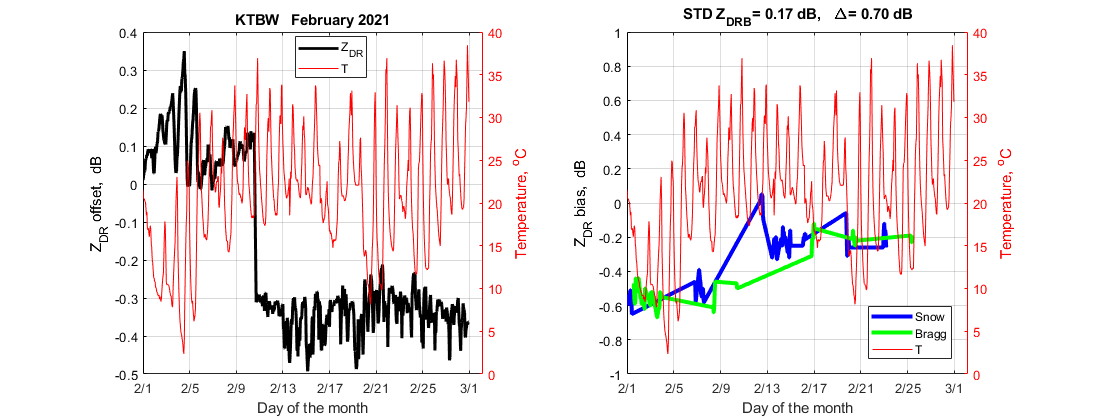 KTBW February 2021
Z_DR offset, dB
0.4
0.3
0.2
0.1
0
-0.1
-0.2
-0.3
-0.4
-0.5
Z_DR
T
40
35
30
25
20
15
10
5
0
Temperature, °C
2/1 2/5 2/9 2/13 2/17 2/21 2/25 3/1
Day of the month
STD Z_DRB = 0.17 dB, Δ = 0.70 dB
Z_DR bias, dB
1
0.8
0.6
0.4
0.2
0
-0.2
-0.4
-0.6
-0.8
-1
Snow
Bragg
T
40
35
30
25
20
15
10
5
0
Temperature, °C
2/1 2/5 2/9 2/13 2/17 2/21 2/25 3/1
Day of the month